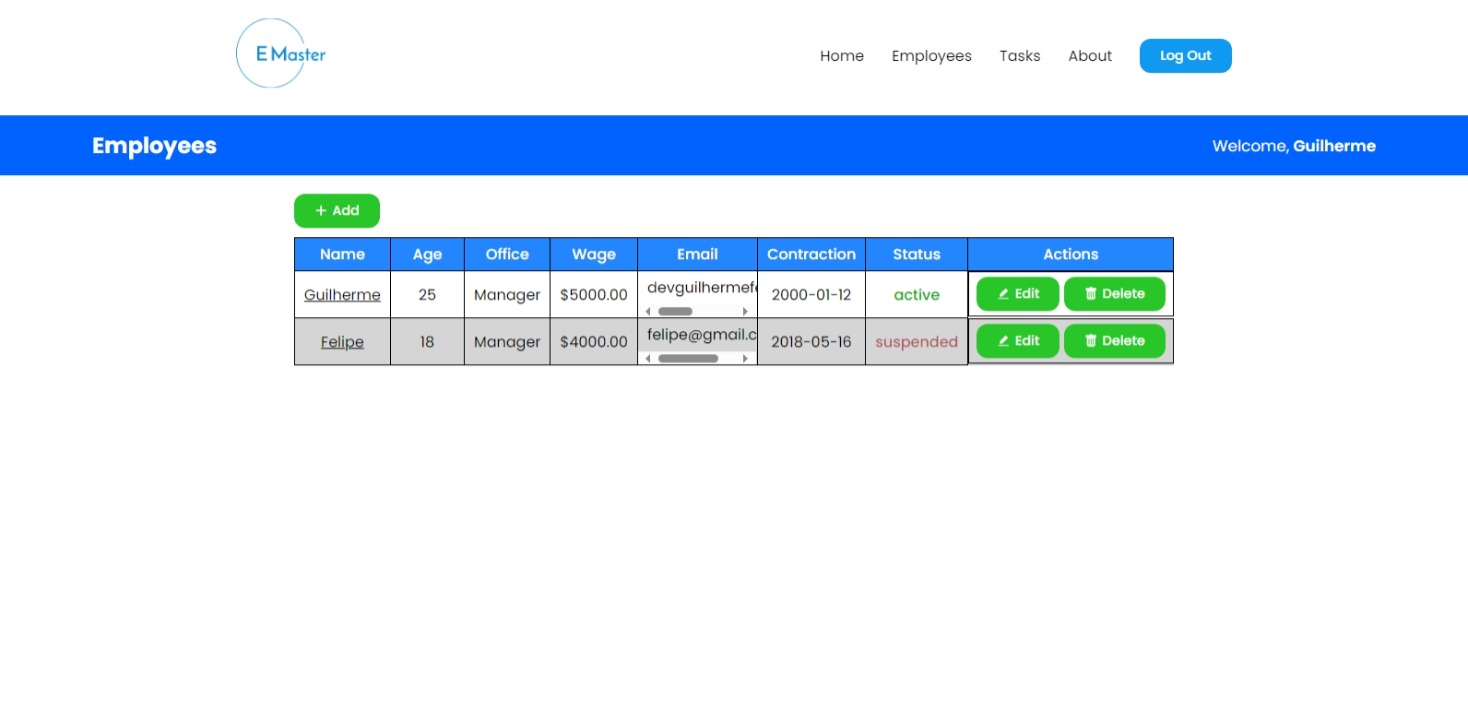 E Master
Home Employees Tasks About Log Out
Employees Welcome, Guilherme
+ Add
Name Age Office Wage Email Contraction Status Actions
Guilherme 25 Manager $5000.00 devguilhermef 2000-01-12 active Edit Delete
Felipe 18 Manager $4000.00 felipe@gmail.c 2018-05-16 suspended Edit Delete